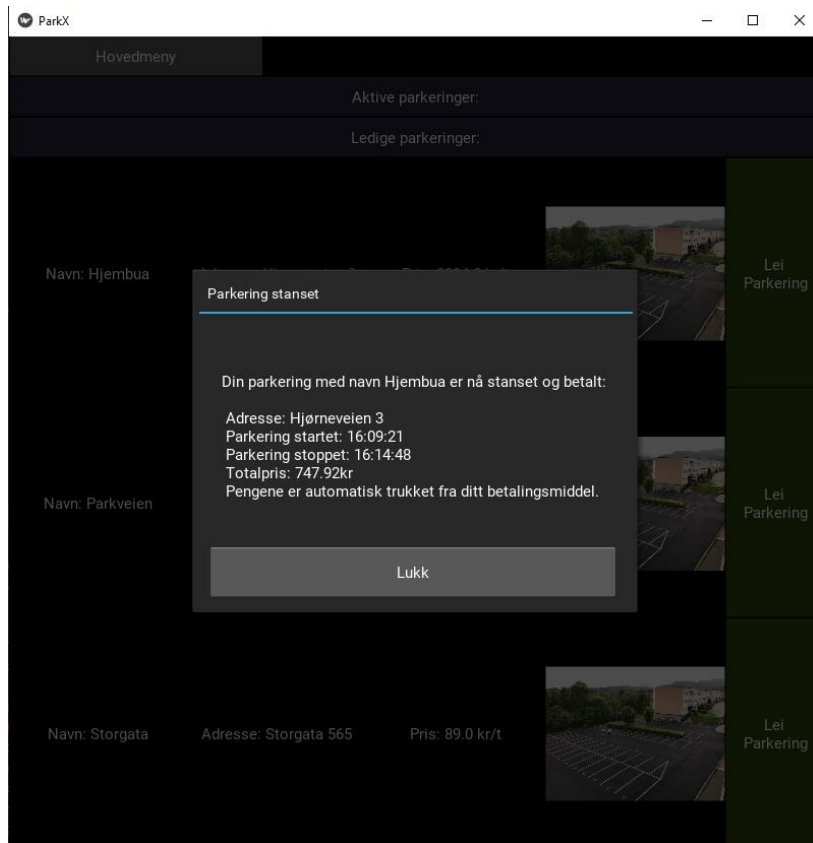 ParkX
Hovedmeny
Aktive parkeringer:
Ledige parkeringer:
Navn: Hjembua
Lei
Parkering
Parkering stanset
Din parkering med navn Hjembua er nå stanset og betalt:
Adresse: Hjørneveien 3
Parkering startet: 16:09:21
Parkering stoppet: 16:14:48
Totalpris: 747.92kr
Pengene er automatisk trukket fra ditt betalingsmiddel.
Lukk
Navn: Parkveien
Lei
Parkering
Navn: Storgata Adresse: Storgata 565 Pris: 89.0 kr/t
Lei
Parkering